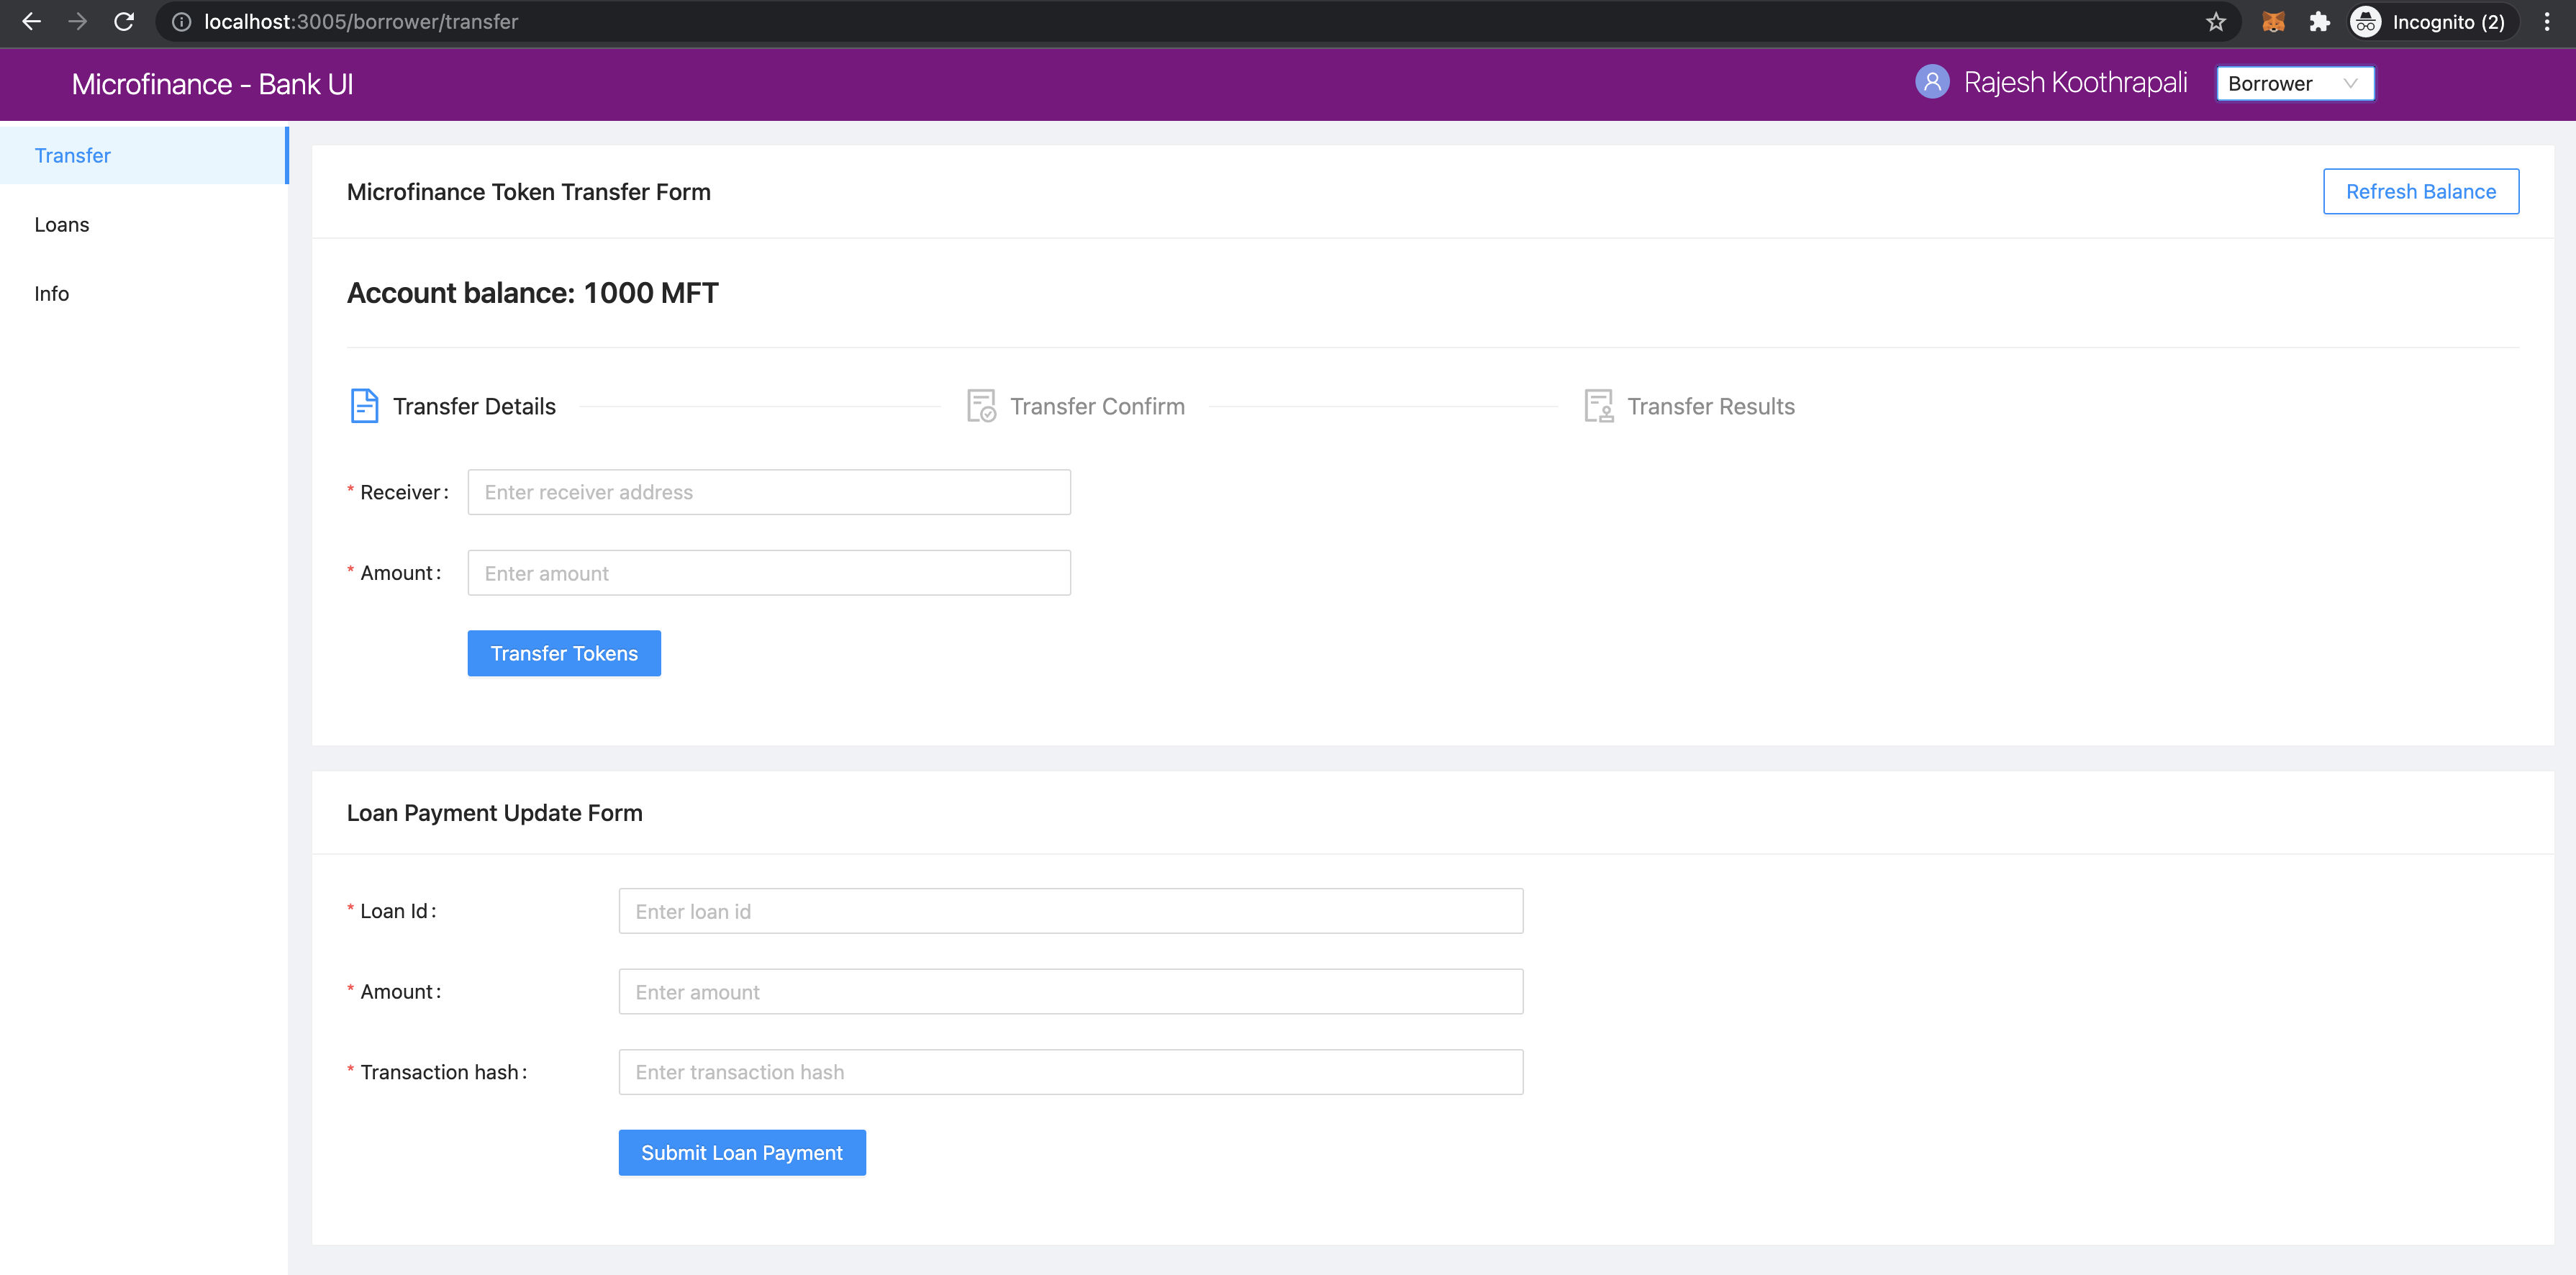 localhost:3005/borrower/transfer
Incognito (2)
Microfinance - Bank UI
Rajesh Koothrapali
Borrower
Transfer
Loans
Info
Microfinance Token Transfer Form
Refresh Balance
Account balance: 1000 MFT
Transfer Details
Transfer Confirm
Transfer Results
* Receiver:
Enter receiver address
* Amount:
Enter amount
Transfer Tokens
Loan Payment Update Form
* Loan Id:
Enter loan id
* Amount:
Enter amount
* Transaction hash:
Enter transaction hash
Submit Loan Payment